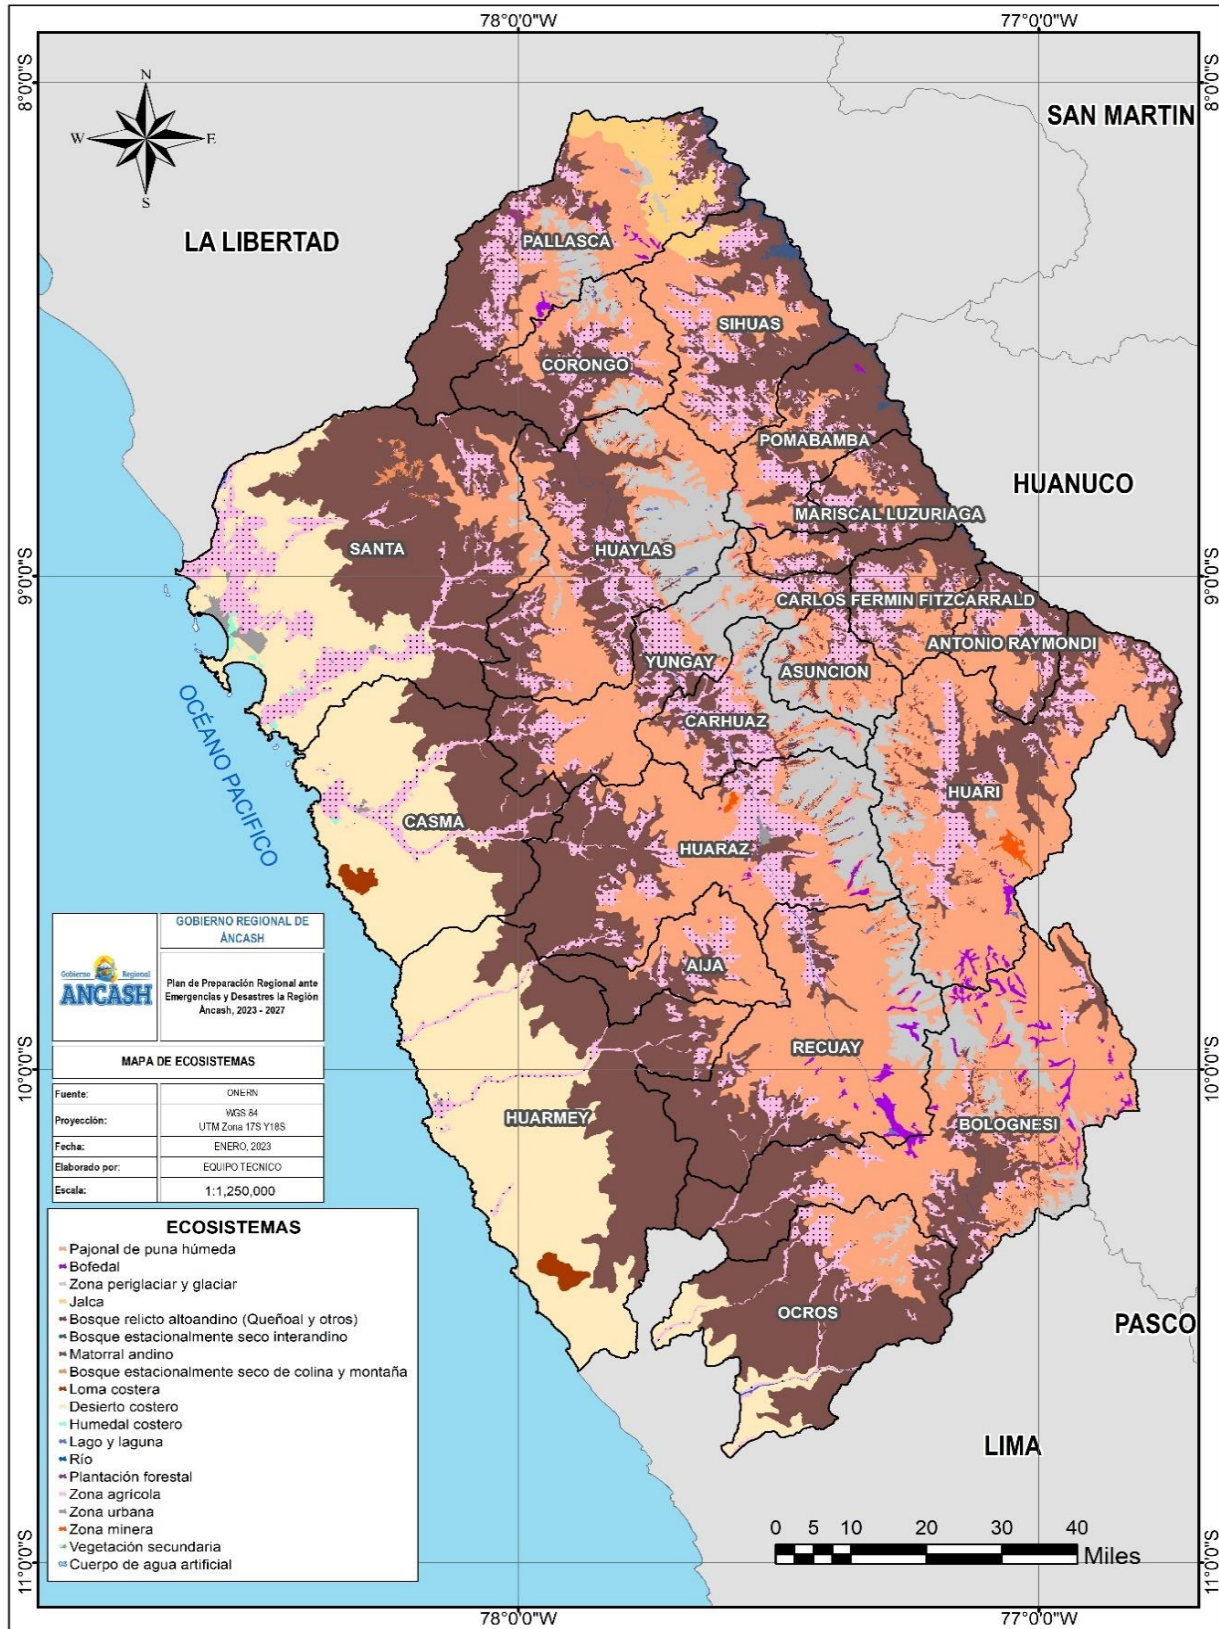 78°0'0"W
77°0'0"W
8°0'0"S
8°0'0"S
N
W
E
S
SAN MARTIN
LA LIBERTAD
PALLASCA
SIHUAS
CORONGO
POMABAMBA
HUANUCO
MARISCAL LUZURIAGA
SANTA
HUAYLAS
9°0'0"S
9°0'0"S
CARLOS FERMIN FITZCARRALD
ANTONIO RAYMONDI
YUNGAY
ASUNCION
OCÉANO PACIFICO
CARHUAZ
HUARI
CASMA
HUARAZ
AIJA
RECUAY
10°0'0"S
10°0'0"S
HUARMEY
BOLOGNESI
OCROS
PASCO
LIMA
Gobierno Regional
ANCASH
GOBIERNO REGIONAL DE
ÁNCASH
Plan de Preparación Regional ante
Emergencias y Desastres la Región
Áncash, 2023 - 2027
MAPA DE ECOSISTEMAS
Fuente: ONERN
Proyección: WGS 84
UTM Zona 17S Y18S
Fecha: ENERO, 2023
Elaborado por: EQUIPO TECNICO
Escala: 1:1,250,000
ECOSISTEMAS
Pajonal de puna húmeda
Bofedal
Zona periglaciar y glaciar
Jalca
Bosque relicto altoandino (Queñoal y otros)
Bosque estacionalmente seco interandino
Matorral andino
Bosque estacionalmente seco de colina y montaña
Loma costera
Desierto costero
Humedal costero
Lago y laguna
Río
Plantación forestal
Zona agrícola
Zona urbana
Zona minera
Vegetación secundaria
Cuerpo de agua artificial
0 5 10 20 30 40
Miles
11°0'0"S
11°0'0"S
78°0'0"W
77°0'0"W